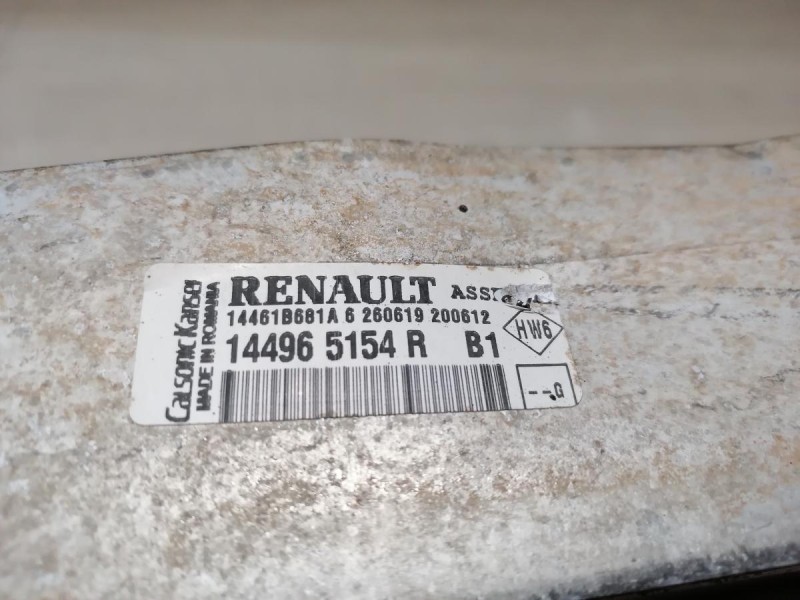 Calsonic Kansei
MADE IN ROMANIA
RENAULT
14461B681A 6 260619 200612
HW6
14496 5154 R B1
--G